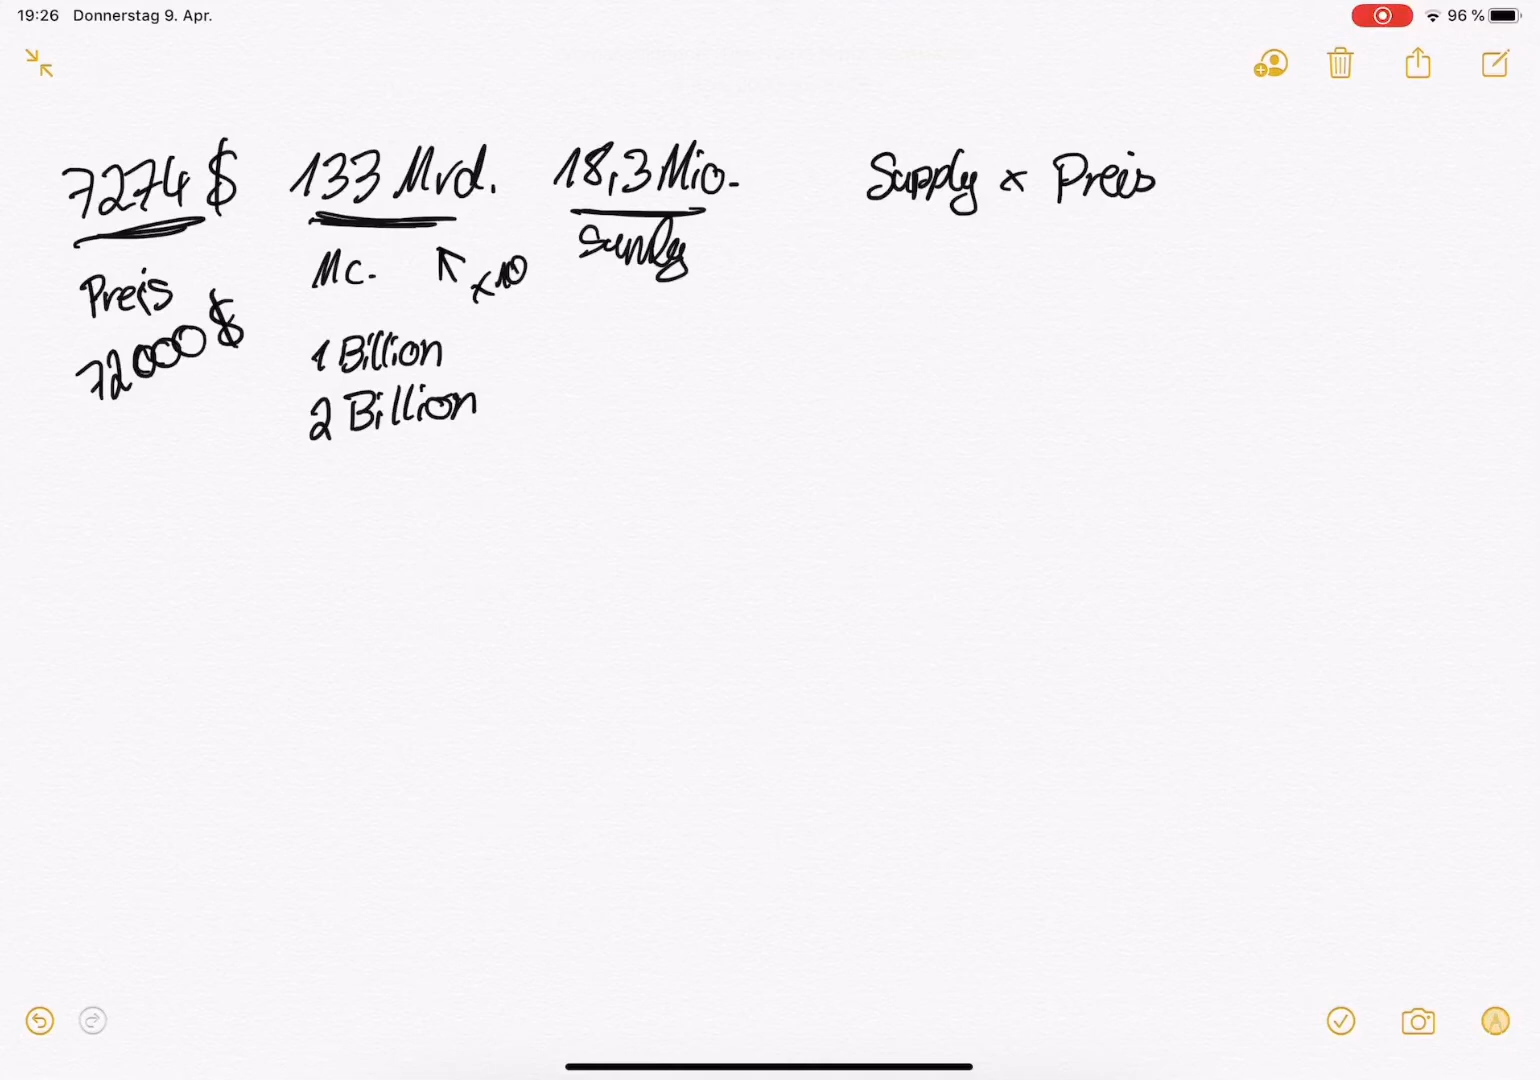 19:26 Donnerstag 9. Apr.
96 %
7274 $ 133 Mrd. 18,3 Mio. Supply x Preis
Preis Mc. x10 Supply
72000 $ 1 Billion
2 Billion